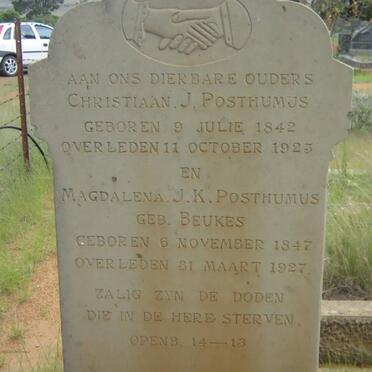 AAN ONS DIERBARE OUDERS
CHRISTIAAN. J. POSTHUMUS
GEBOREN 9 JULIE 1842
OVERLEDEN 11 OCTOBER 1923
EN
MAGDALENA. J. K. POSTHUMUS
GEB. BEUKES
GEBOREN 6 NOVEMBER 1847
OVERLEDEN 31 MAART 1927
ZALIG ZYN DE DODEN
DIE IN DE HERE STERVEN
OPENB. 14—13